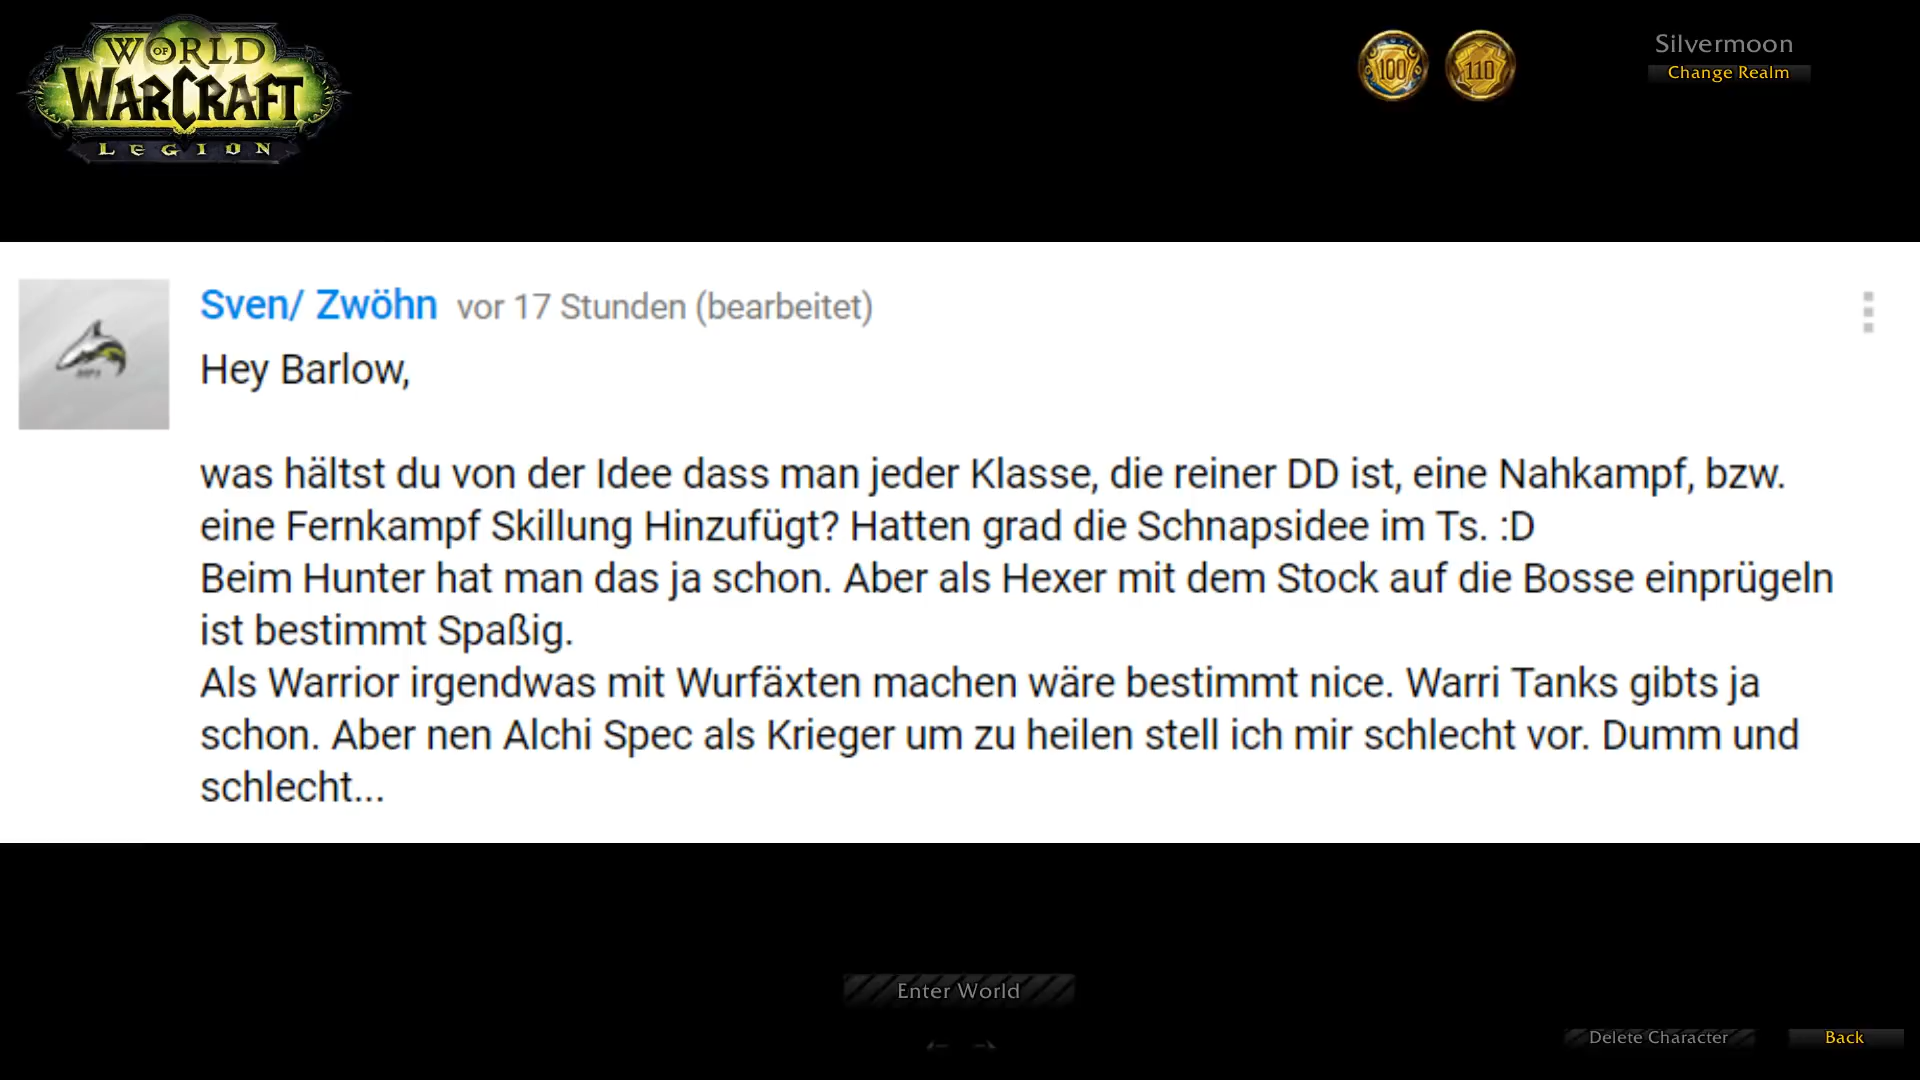 WORLD OF
WARCRAFT
LEGION
100
110
Silvermoon
Change Realm
Sven/ Zwöhn vor 17 Stunden (bearbeitet)
Hey Barlow,
was hältst du von der Idee dass man jeder Klasse, die reiner DD ist, eine Nahkampf, bzw.
eine Fernkampf Skillung Hinzufügt? Hatten grad die Schnapsidee im Ts. :D
Beim Hunter hat man das ja schon. Aber als Hexer mit dem Stock auf die Bosse einprügeln
ist bestimmt Spaßig.
Als Warrior irgendwas mit Wurfäxten machen wäre bestimmt nice. Warri Tanks gibts ja
schon. Aber nen Alchi Spec als Krieger um zu heilen stell ich mir schlecht vor. Dumm und
schlecht...
Enter World
Delete Character
Back